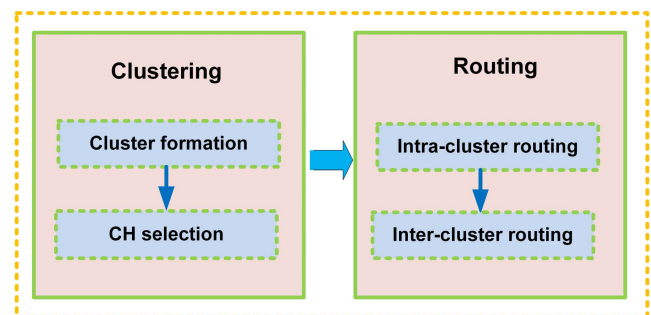 Clustering
Cluster formation
CH selection
Routing
Intra-cluster routing
Inter-cluster routing